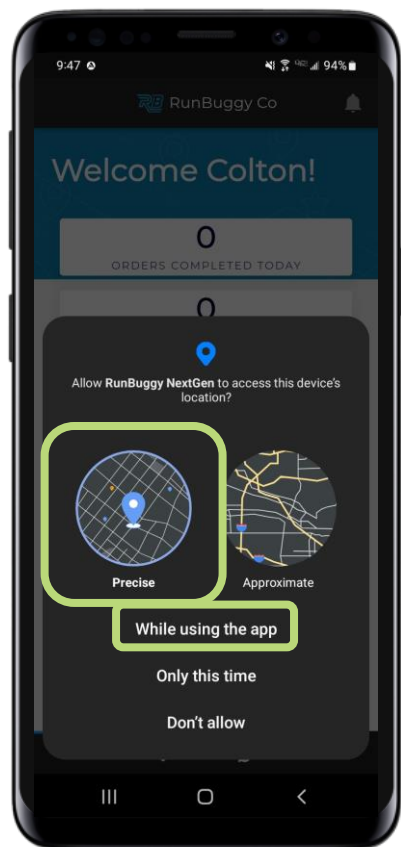 9:47 94%
RunBuggy Co
Welcome Colton!
0
ORDERS COMPLETED TODAY
0
Allow RunBuggy NextGen to access this device's
location?
Precise Approximate
While using the app
Only this time
Don't allow